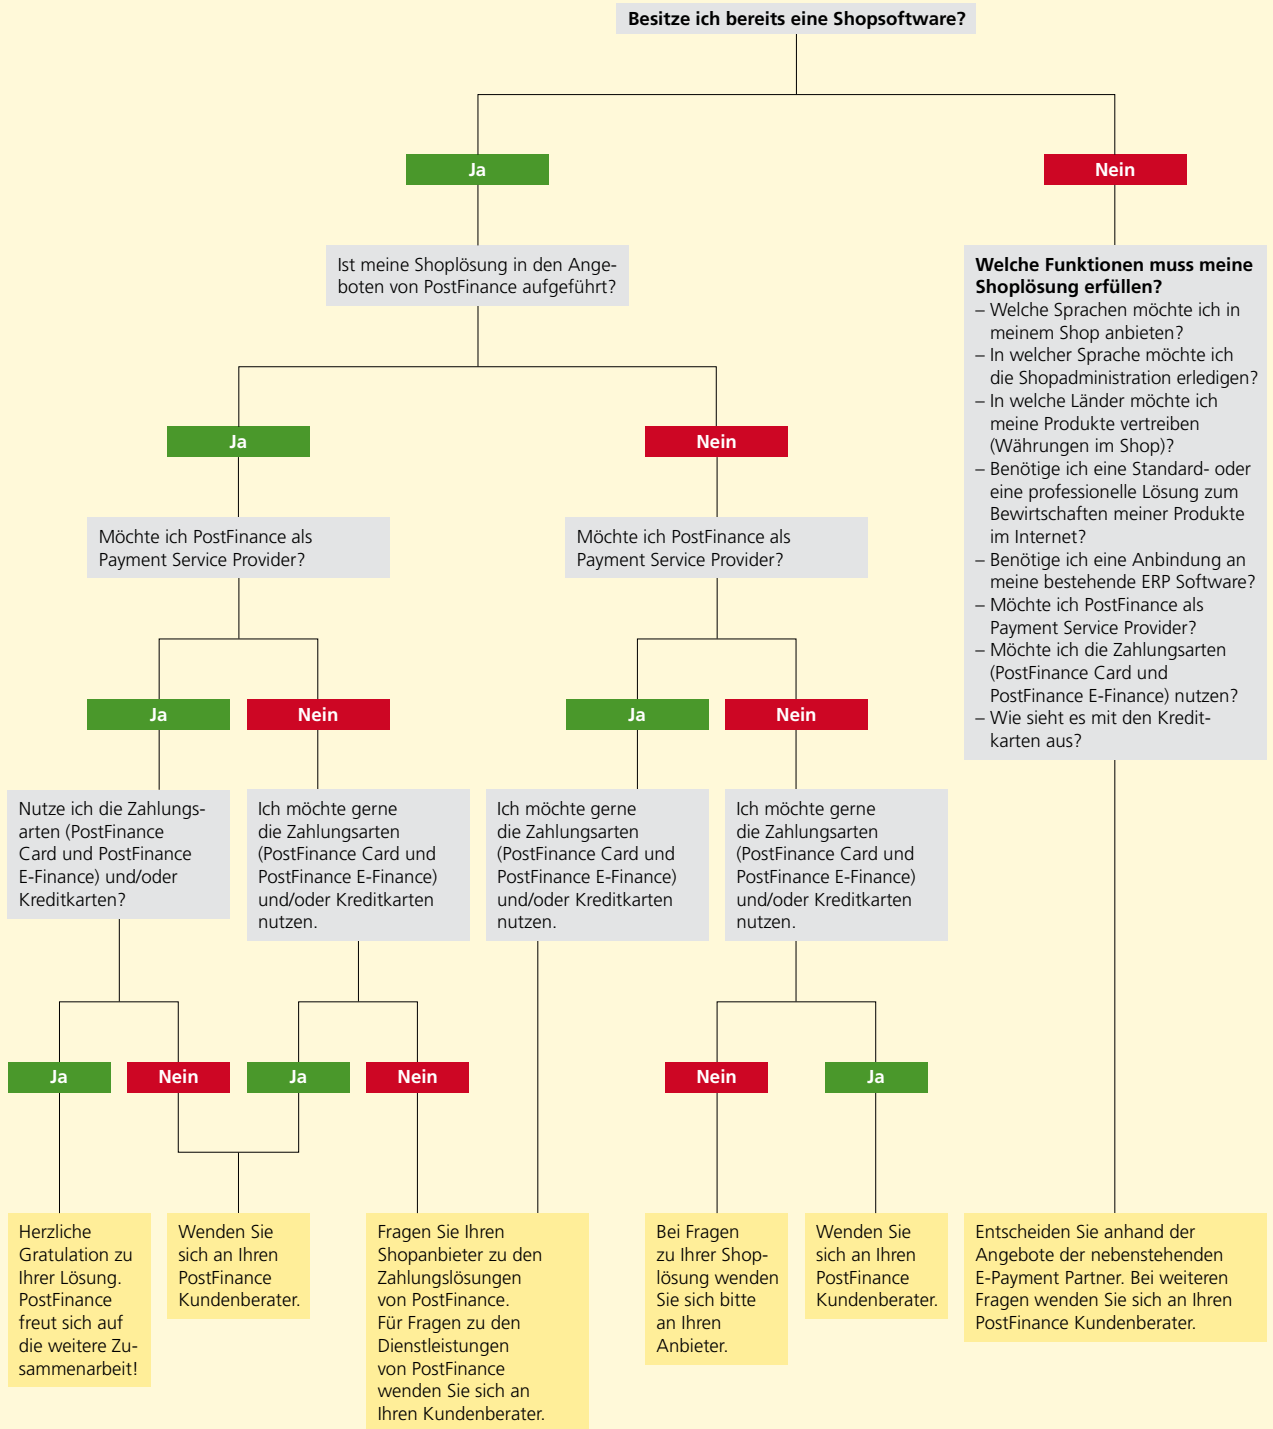 Besitze ich bereits eine Shopsoftware?
Ja
Nein
Ist meine Shoplösung in den Ange-
boten von PostFinance aufgeführt?
Welche Funktionen muss meine
Shoplösung erfüllen?
– Welche Sprachen möchte ich in
meinem Shop anbieten?
– In welcher Sprache möchte ich
die Shopadministration erledigen?
– In welche Länder möchte ich
meine Produkte vertreiben
(Währungen im Shop)?
– Benötige ich eine Standard- oder
eine professionelle Lösung zum
Bewirtschaften meiner Produkte
im Internet?
– Benötige ich eine Anbindung an
meine bestehende ERP Software?
– Möchte ich PostFinance als
Payment Service Provider?
– Möchte ich die Zahlungsarten
(PostFinance Card und
PostFinance E-Finance) nutzen?
– Wie sieht es mit den Kredit-
karten aus?
Ja
Nein
Möchte ich PostFinance als
Payment Service Provider?
Möchte ich PostFinance als
Payment Service Provider?
Ja
Nein
Ja
Nein
Nutze ich die Zahlungs-
arten (PostFinance
Card und PostFinance
E-Finance) und/oder
Kreditkarten?
Ich möchte gerne
die Zahlungsarten
(PostFinance Card und
PostFinance E-Finance)
und/oder Kreditkarten
nutzen.
Ich möchte gerne
die Zahlungsarten
(PostFinance Card und
PostFinance E-Finance)
und/oder Kreditkarten
nutzen.
Ich möchte gerne
die Zahlungsarten
(PostFinance Card und
PostFinance E-Finance)
und/oder Kreditkarten
nutzen.
Ja
Nein
Ja
Nein
Nein
Ja
Herzliche
Gratulation zu
Ihrer Lösung.
PostFinance
freut sich auf
die weitere Zu-
sammenarbeit!
Wenden Sie
sich an Ihren
PostFinance
Kundenberater.
Fragen Sie Ihren
Shopanbieter zu den
Zahlungslösungen
von PostFinance.
Für Fragen zu den
Dienstleistungen
von PostFinance
wenden Sie sich an
Ihren Kundenberater.
Bei Fragen
zu Ihrer Shop-
lösung wenden
Sie sich bitte
an Ihren
Anbieter.
Wenden Sie
sich an Ihren
PostFinance
Kundenberater.
Entscheiden Sie anhand der
Angebote der nebenstehenden
E-Payment Partner. Bei weiteren
Fragen wenden Sie sich an Ihren
PostFinance Kundenberater.